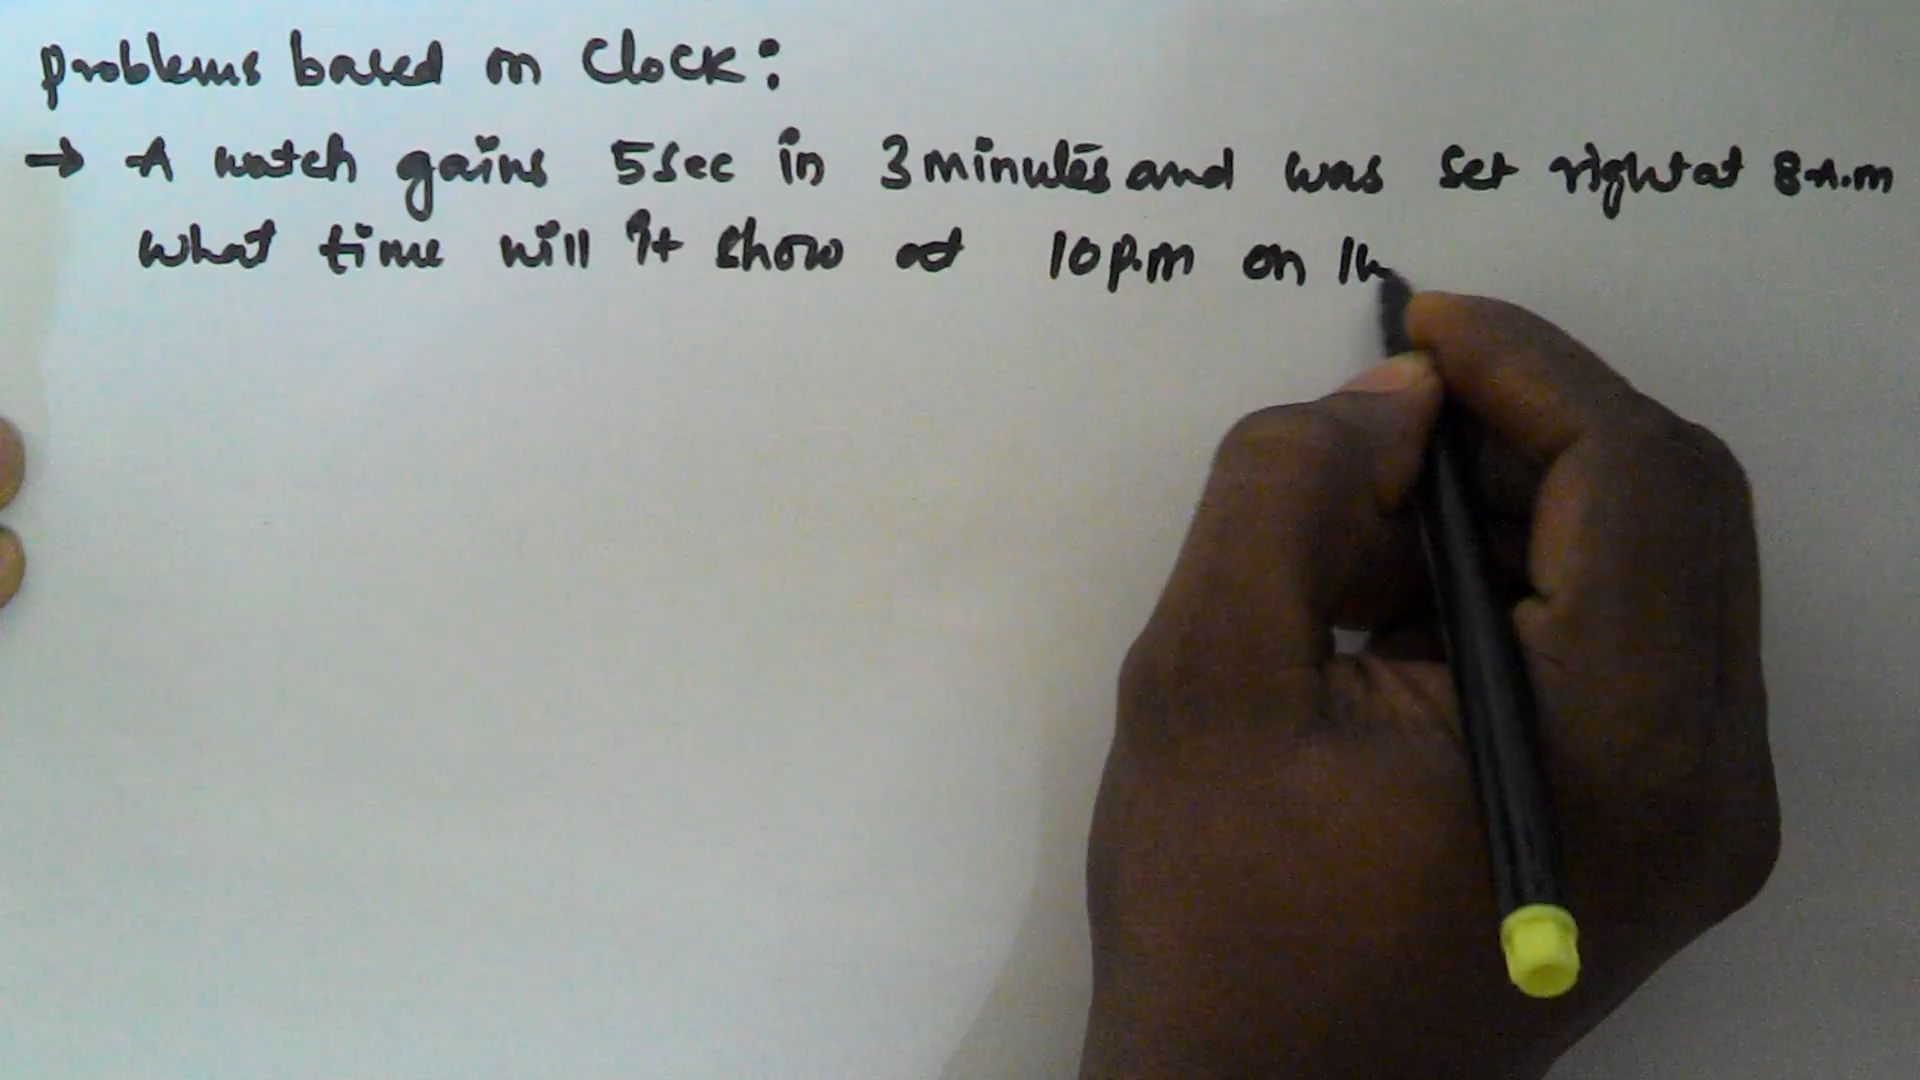 problems based on Clock:
→ A watch gains 5sec in 3minutes and was set right at 8A.m
What time will it show at 10p.m on